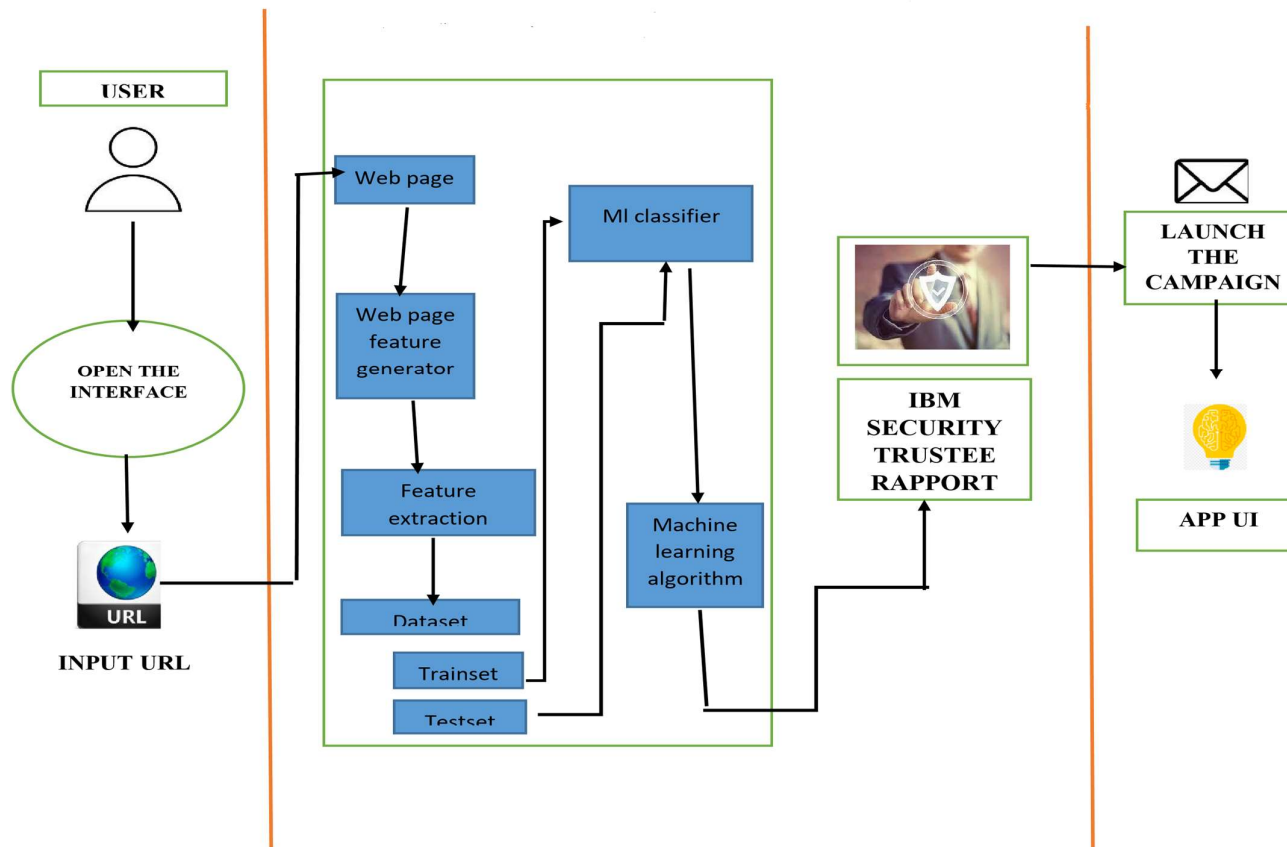 USER
OPEN THE
INTERFACE
URL
INPUT URL
Web page
Web page
feature
generator
Feature
extraction
Dataset
Trainset
Testset
Ml classifier
Machine
learning
algorithm
IBM
SECURITY
TRUSTEE
RAPPORT
LAUNCH
THE
CAMPAIGN
APP UI